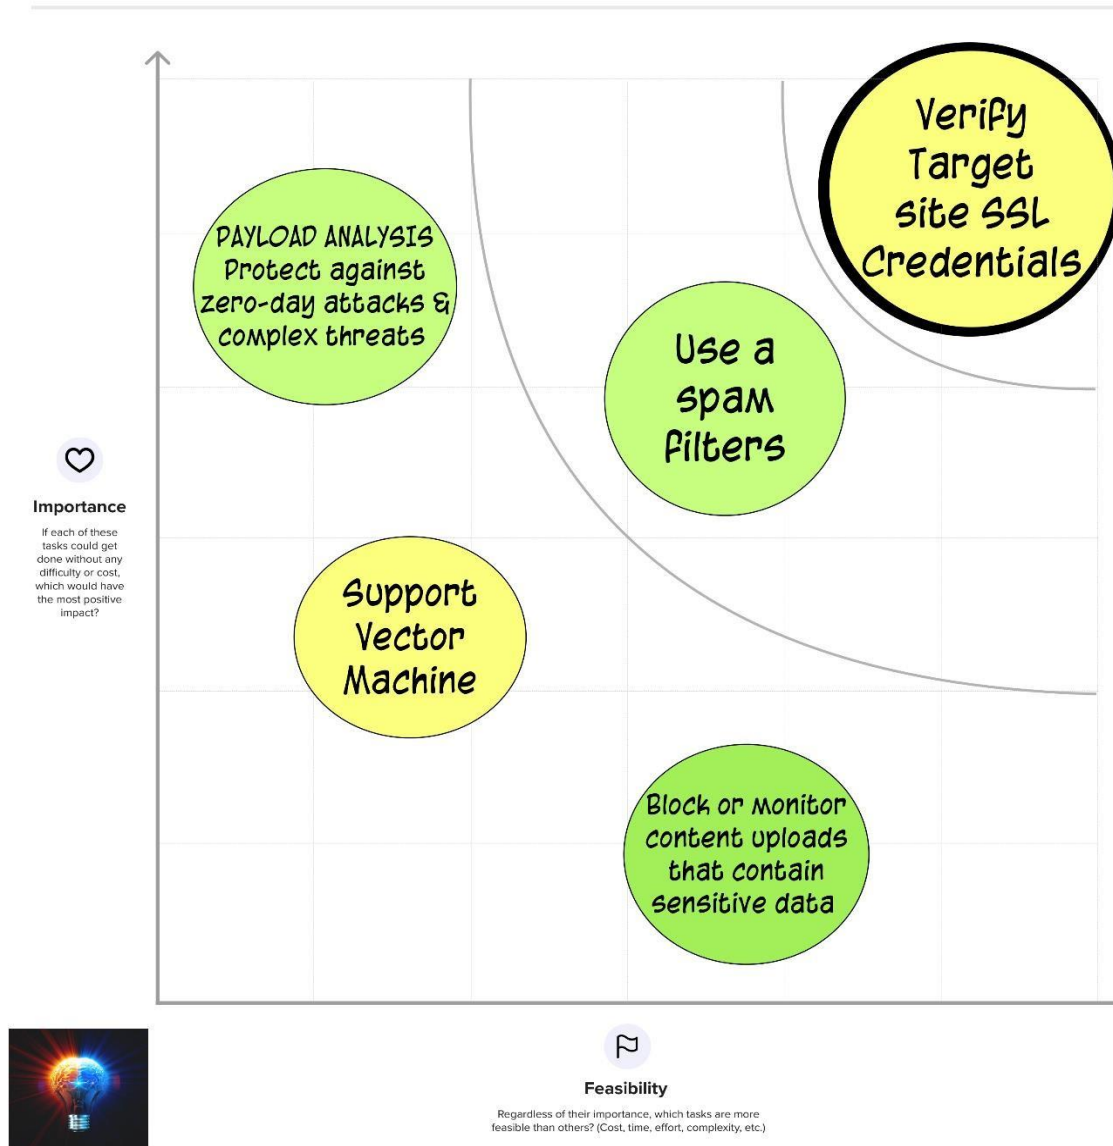 Verify
Target
site SSL
Credentials
PAYLOAD ANALYSIS
Protect against
zero-day attacks &
complex threats
Use a
spam
filters
Importance
If each of these
tasks could get
done without any
difficulty or cost,
which would have
the most positive
impact?
Support
Vector
Machine
Block or monitor
content uploads
that contain
sensitive data
Feasibility
Regardless of their importance, which tasks are more
feasible than others? (Cost, time, effort, complexity, etc.)